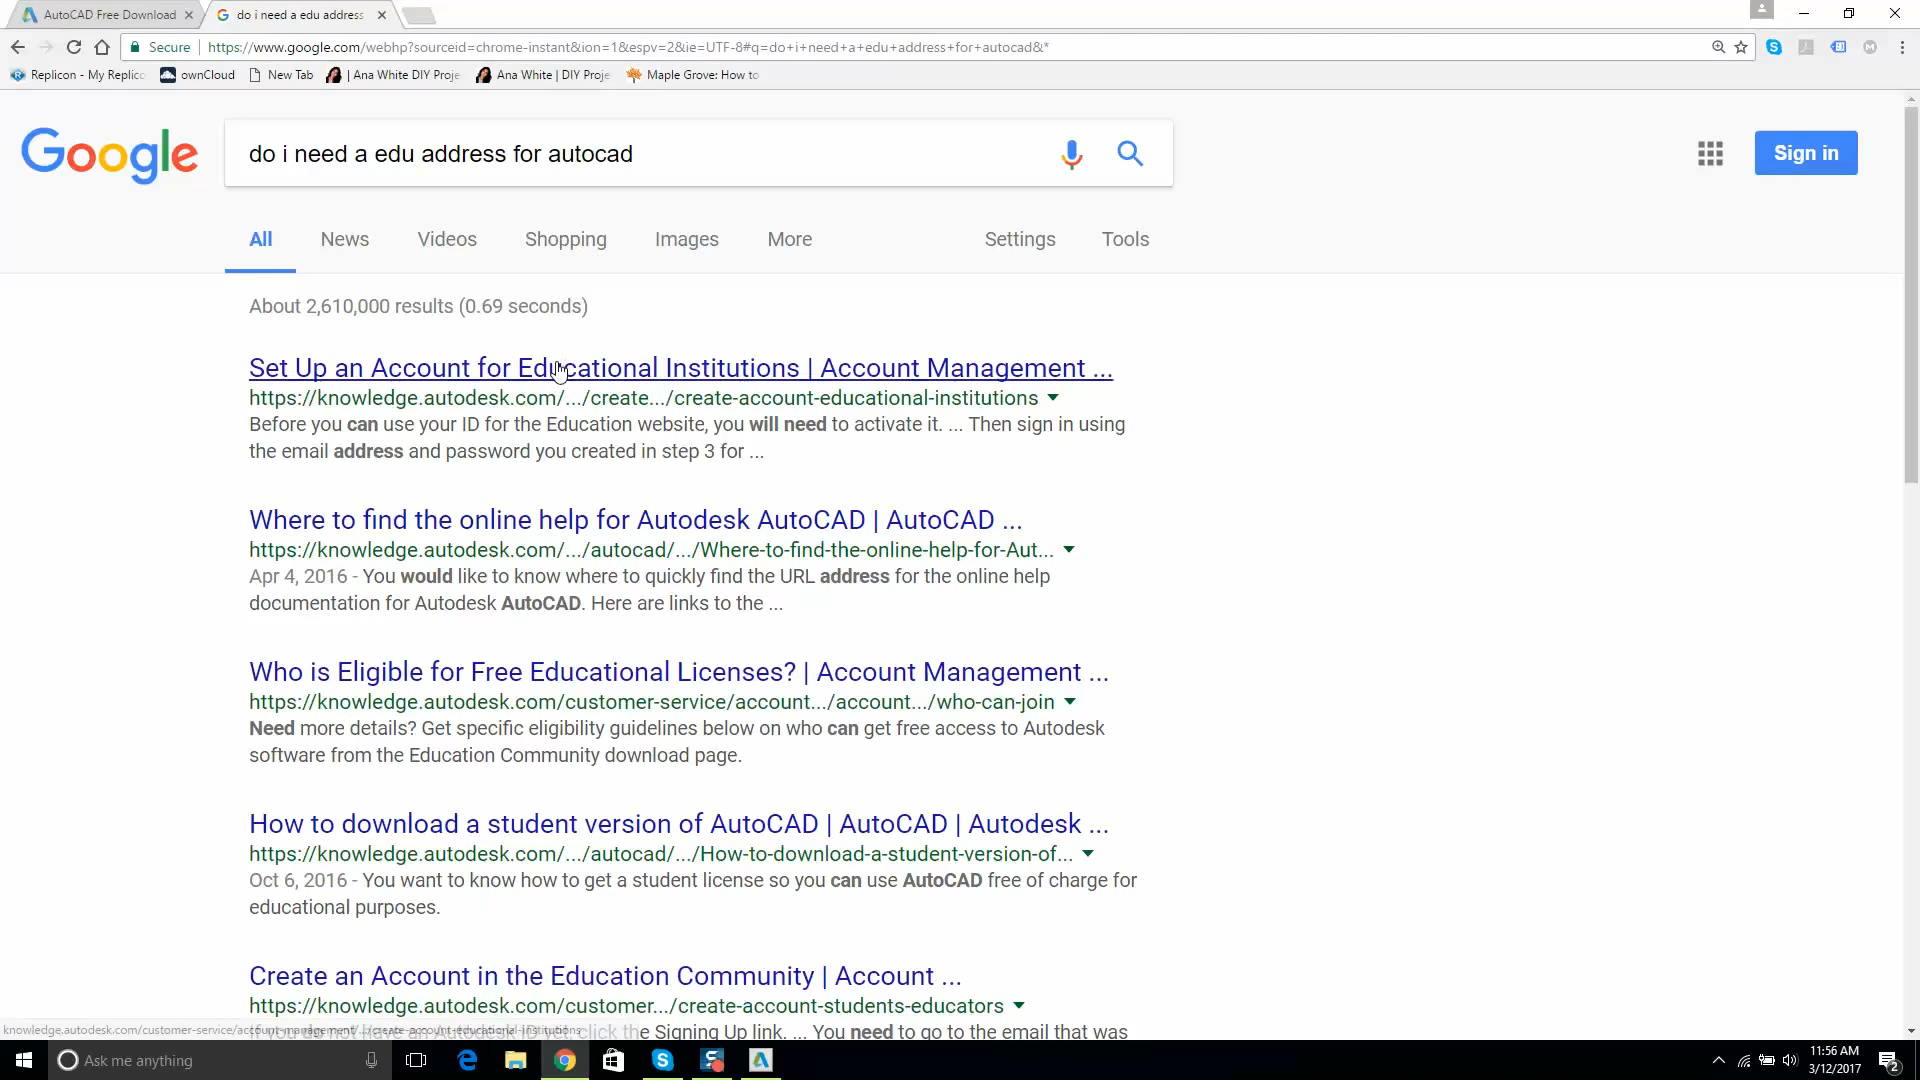 AutoCAD Free Download
do i need a edu address
Secure
https://www.google.com/webhp?sourceid=chrome-instant&ion=1&espv=2&ie=UTF-8#q=do+i+need+a+edu+address+for+autocad&*
Replicon - My Replic
ownCloud
New Tab
| Ana White DIY Proje
Ana White | DIY Proje
Maple Grove: How to
Google
do i need a edu address for autocad
Sign in
All
News
Videos
Shopping
Images
More
Settings
Tools
About 2,610,000 results (0.69 seconds)
Set Up an Account for Educational Institutions | Account Management ...
https://knowledge.autodesk.com/.../create.../create-account-educational-institutions
Before you can use your ID for the Education website, you will need to activate it. ... Then sign in using
the email address and password you created in step 3 for ...
Where to find the online help for Autodesk AutoCAD | AutoCAD ...
https://knowledge.autodesk.com/.../autocad/.../Where-to-find-the-online-help-for-Aut...
Apr 4, 2016 - You would like to know where to quickly find the URL address for the online help
documentation for Autodesk AutoCAD. Here are links to the ...
Who is Eligible for Free Educational Licenses? | Account Management ...
https://knowledge.autodesk.com/customer-service/account.../account.../who-can-join
Need more details? Get specific eligibility guidelines below on who can get free access to Autodesk
software from the Education Community download page.
How to download a student version of AutoCAD | AutoCAD | Autodesk ...
https://knowledge.autodesk.com/.../autocad/.../How-to-download-a-student-version-of...
Oct 6, 2016 - You want to know how to get a student license so you can use AutoCAD free of charge for
educational purposes.
Create an Account in the Education Community | Account ...
https://knowledge.autodesk.com/customer.../create-account-students-educators
click the Signing Up link. ... You need to go to the email that was
knowledge.autodesk.com/customer-service/account-management/.../create-account-educational-institutions
Ask me anything
11:56 AM
3/12/2017
2